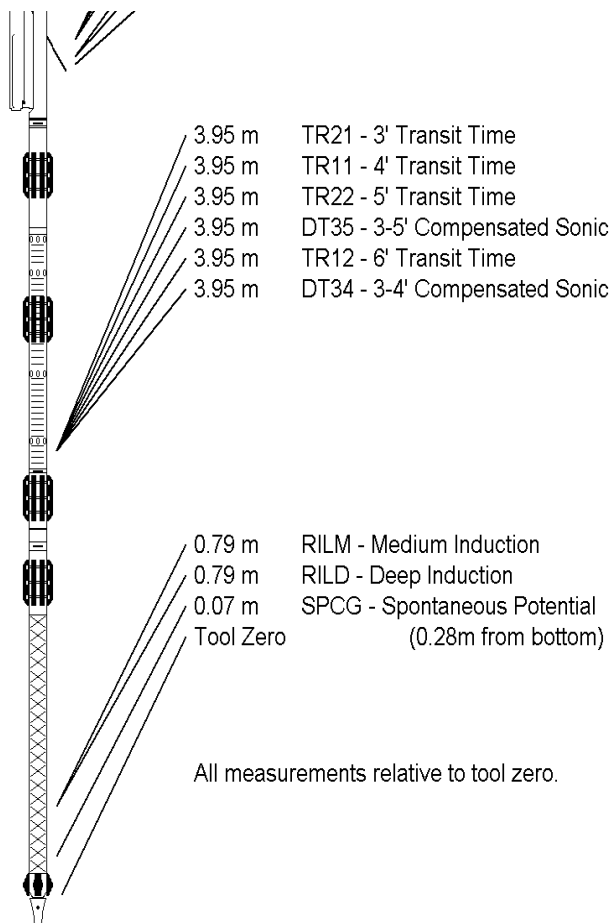 3.95 m TR21 - 3' Transit Time
3.95 m TR11 - 4' Transit Time
3.95 m TR22 - 5' Transit Time
3.95 m DT35 - 3-5' Compensated Sonic
3.95 m TR12 - 6' Transit Time
3.95 m DT34 - 3-4' Compensated Sonic
0.79 m RILM - Medium Induction
0.79 m RILD - Deep Induction
0.07 m SPCG - Spontaneous Potential
Tool Zero (0.28m from bottom)
All measurements relative to tool zero.